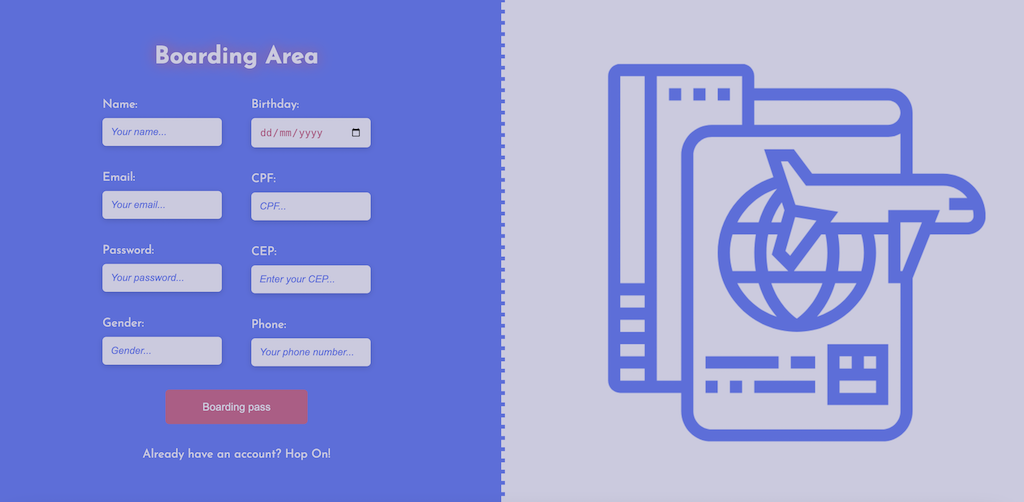 Boarding Area
Name:
Your name...
Birthday:
dd/mm/yyyy
Email:
Your email...
CPF:
CPF...
Password:
Your password...
CEP:
Enter your CEP...
Gender:
Gender...
Phone:
Your phone number...
Boarding pass
Already have an account? Hop On!